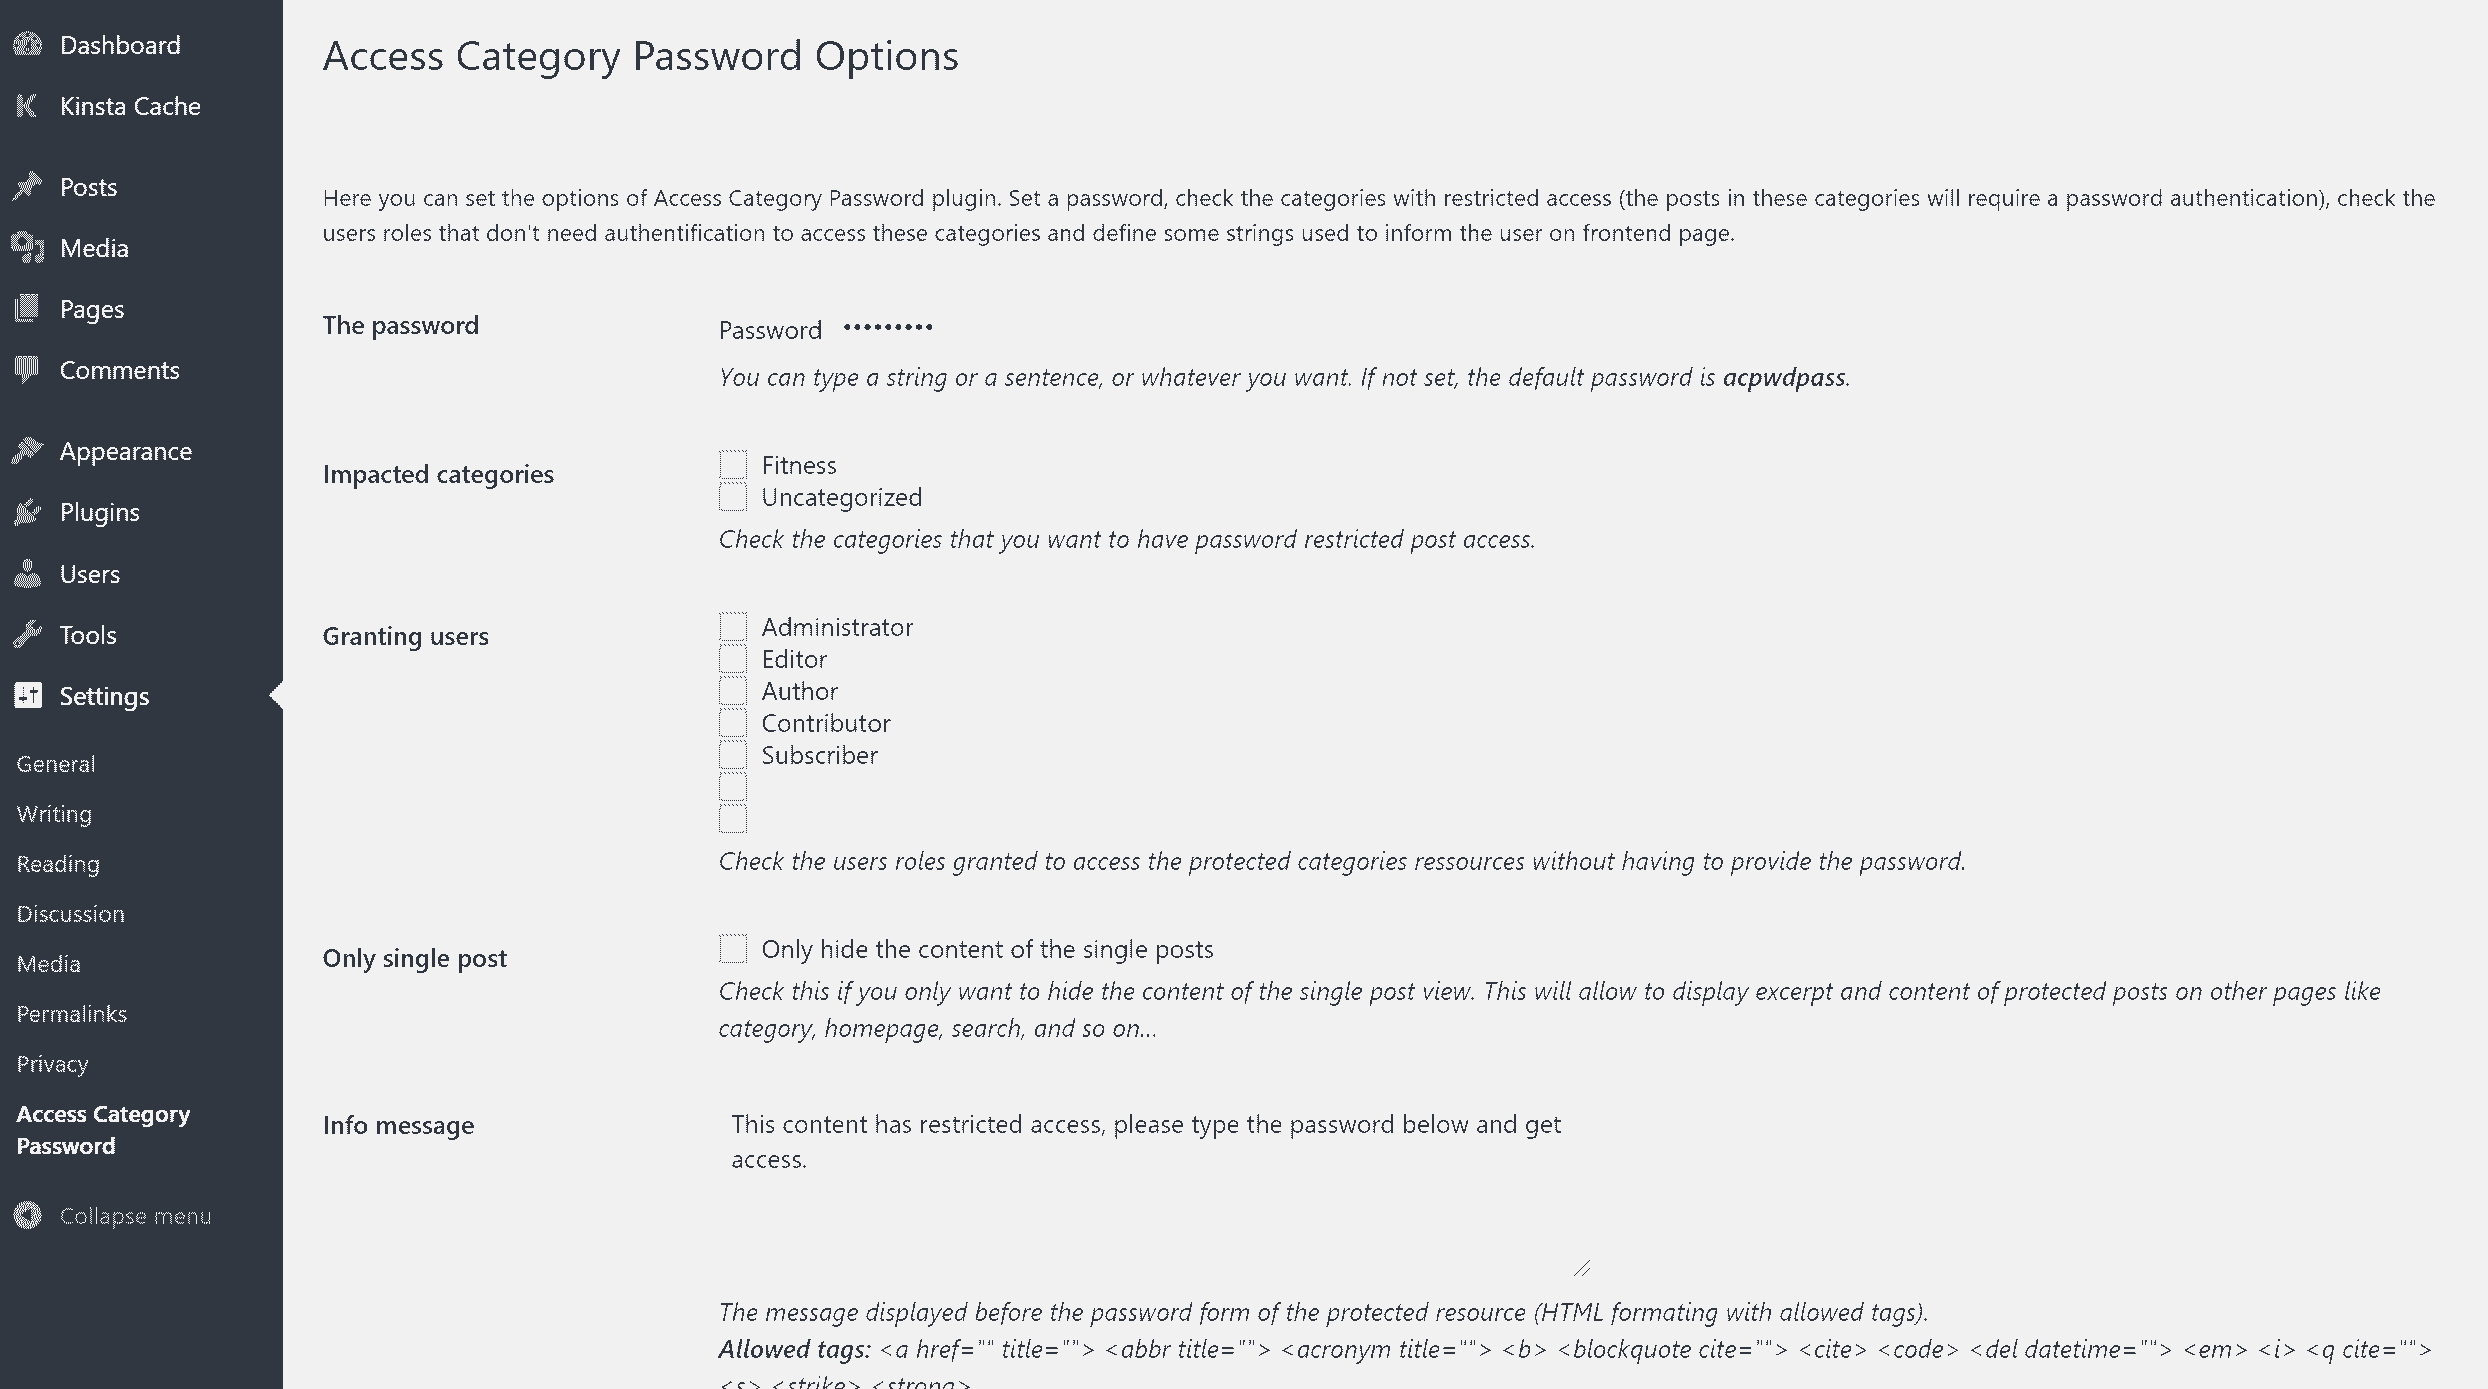 Dashboard
Kinsta Cache
Posts
Media
Pages
Comments
Appearance
Plugins
Users
Tools
Settings
General
Writing
Reading
Discussion
Media
Permalinks
Privacy
Access Category
Password
Collapse menu
Access Category Password Options
Here you can set the options of Access Category Password plugin. Set a password, check the categories with restricted access (the posts in these categories will require a password authentication), check the
users roles that don't need authentification to access these categories and define some strings used to inform the user on frontend page.
The password
Password •••••••••
You can type a string or a sentence, or whatever you want. If not set, the default password is acpwdpass.
Impacted categories
Fitness
Uncategorized
Check the categories that you want to have password restricted post access.
Granting users
Administrator
Editor
Author
Contributor
Subscriber
Check the users roles granted to access the protected categories ressources without having to provide the password.
Only single post
Only hide the content of the single posts
Check this if you only want to hide the content of the single post view. This will allow to display excerpt and content of protected posts on other pages like
category, homepage, search, and so on...
Info message
This content has restricted access, please type the password below and get
access.
The message displayed before the password form of the protected resource (HTML formating with allowed tags).
Allowed tags: <a href="" title=""> <abbr title=""> <acronym title=""> <b> <blockquote cite=""> <cite> <code> <del datetime=""> <em> <i> <q cite="">
<s> <strike> <strong>